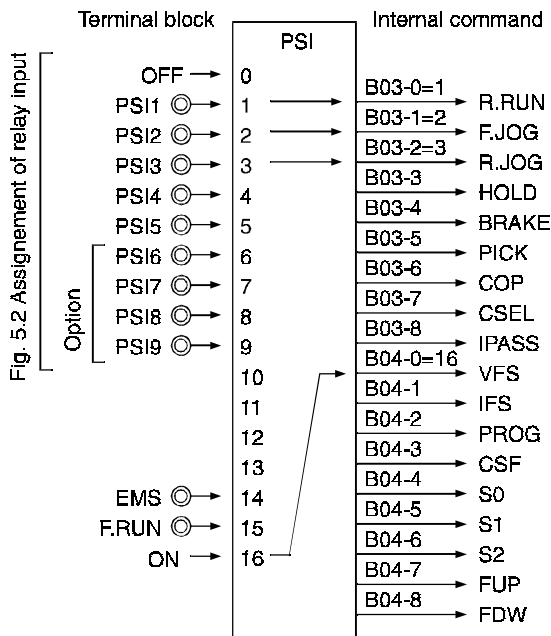 Terminal block
Internal command
Fig. 5.2 Assignement of relay input
Option
PSI
OFF 0
PSI1 1
PSI2 2
PSI3 3
PSI4 4
PSI5 5
PSI6 6
PSI7 7
PSI8 8
PSI9 9
10
11
12
13
EMS 14
F.RUN 15
ON 16
B03-0=1 R.RUN
B03-1=2 F.JOG
B03-2=3 R.JOG
B03-3 HOLD
B03-4 BRAKE
B03-5 PICK
B03-6 COP
B03-7 CSEL
B03-8 IPASS
B04-0=16 VFS
B04-1 IFS
B04-2 PROG
B04-3 CSF
B04-4 S0
B04-5 S1
B04-6 S2
B04-7 FUP
B04-8 FDW